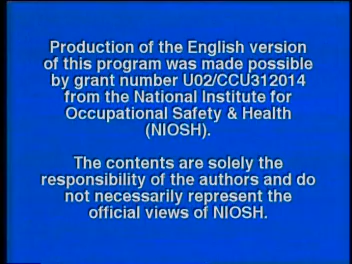 Production of the English version
of this program was made possible
by grant number U02/CCU312014
from the National Institute for
Occupational Safety & Health
(NIOSH).
The contents are solely the
responsibility of the authors and do
not necessarily represent the
official views of NIOSH.